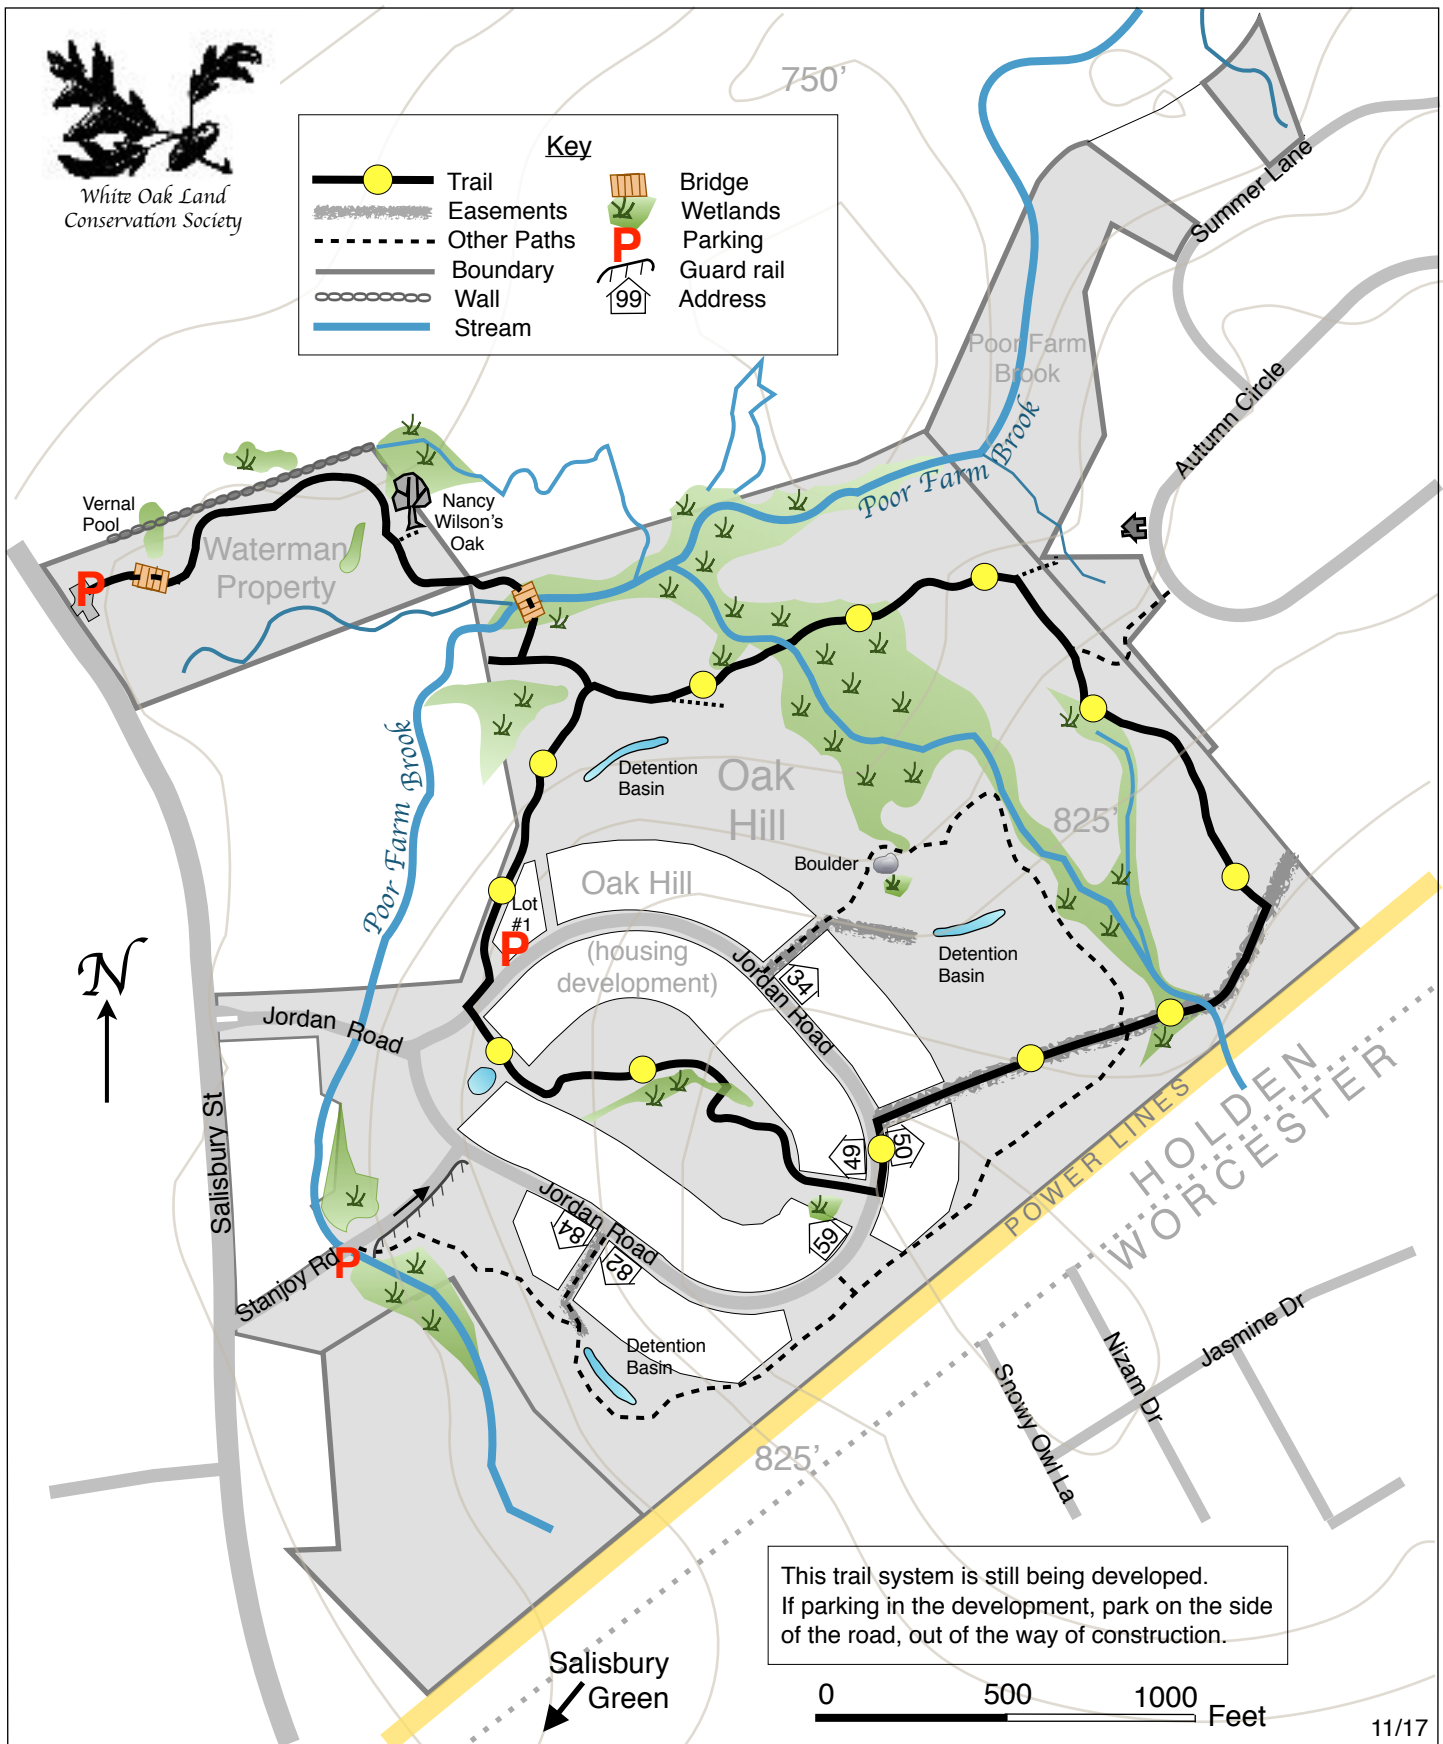 750'
White Oak Land
Conservation Society
Key
Trail
Easements
Other Paths
Boundary
Wall
Stream
Bridge
Wetlands
P
Parking
Guard rail
99
Address
Summer Lane
Poor Farm
Brook
Autumn Circle
Poor Farm Brook
Vernal
Pool
Nancy
Wilson's
Oak
Waterman
Property
P
Poor Farm Brook
Detention
Basin
Oak
Hill
825'
Boulder
Oak Hill
(housing
development)
Lot
#1
P
Detention
Basin
34
Jordan Road
N
Jordan Road
Salisbury St
49
50
POWER LINES
HOLDEN
WORCESTER
Jordan Road
84
82
59
P
Stanjoy Rd
Detention
Basin
Snowy Owl La
Nizam Dr
Jasmine Dr
825'
This trail system is still being developed.
If parking in the development, park on the side
of the road, out of the way of construction.
Salisbury
Green
0 500 1000 Feet
11/17